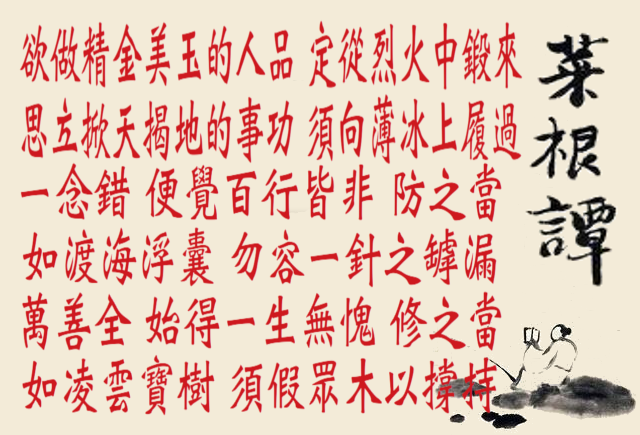 欲做精金美玉的人品 定從烈火中鍛來
思立掀天揭地的事功 須向薄冰上履過
一念錯 便覺百行皆非 防之當
如渡海浮囊 勿容一針之罅漏
萬善全 始得一生無愧 修之當
如凌雲寶樹 須假眾木以撐持
菜根譚